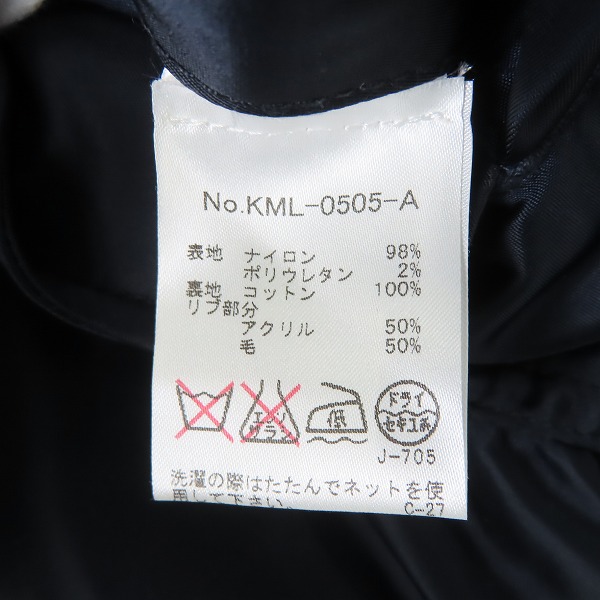 No.KML-0505-A
表地 ナイロン 98%
ポリウレタン 2%
裏地 コットン 100%
リブ部分
アクリル 50%
毛 50%
エンソ
サラシ
低
ドライ
セキユ系
J-705
洗濯の際はたたんでネットを使
用して下さい。 C-27